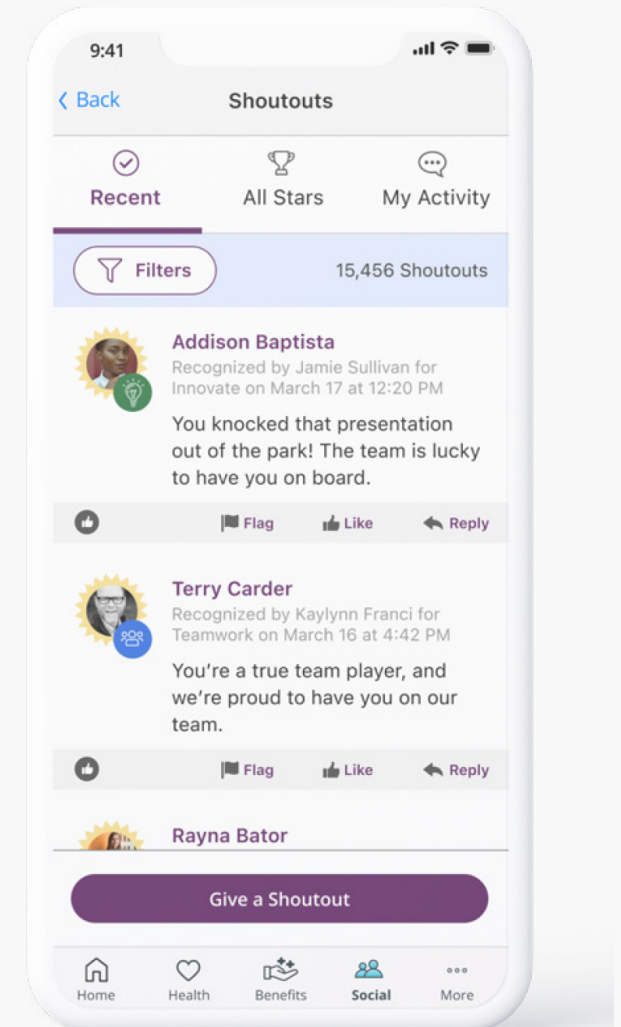 9:41
Back
Shoutouts
Recent
All Stars
My Activity
Filters
15,456 Shoutouts
Addison Baptista
Recognized by Jamie Sullivan for
Innovate on March 17 at 12:20 PM
You knocked that presentation
out of the park! The team is lucky
to have you on board.
Flag
Like
Reply
Terry Carder
Recognized by Kaylynn Franci for
Teamwork on March 16 at 4:42 PM
You're a true team player, and
we're proud to have you on our
team.
Flag
Like
Reply
Rayna Bator
Give a Shoutout
Home
Health
Benefits
Social
More